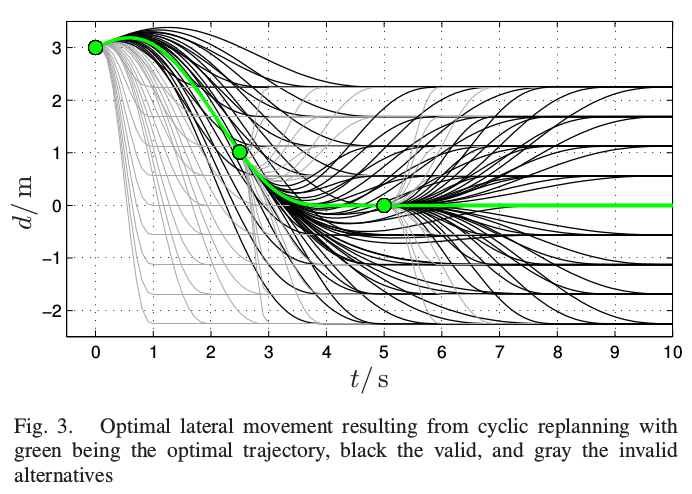 3
2
1
0
−1
−2
d/ m
0 1 2 3 4 5 6 7 8 9 10
t/ s
Fig. 3. Optimal lateral movement resulting from cyclic replanning with
green being the optimal trajectory, black the valid, and gray the invalid
alternatives